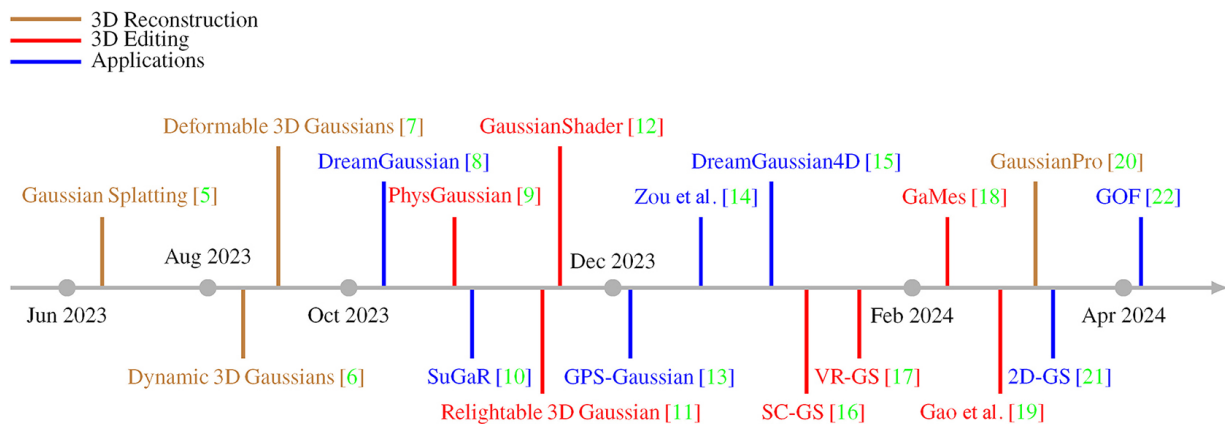 3D Reconstruction
3D Editing
Applications
Deformable 3D Gaussians [7]
GaussianShader [12]
DreamGaussian [8]
DreamGaussian4D [15]
GaussianPro [20]
Gaussian Splatting [5]
PhysGaussian [9]
Zou et al. [14]
GaMes [18]
GOF [22]
Aug 2023
Dec 2023
Jun 2023
Oct 2023
Feb 2024
Apr 2024
Dynamic 3D Gaussians [6]
SuGaR [10]
GPS-Gaussian [13]
VR-GS [17]
2D-GS [21]
Relightable 3D Gaussian [11]
SC-GS [16]
Gao et al. [19]